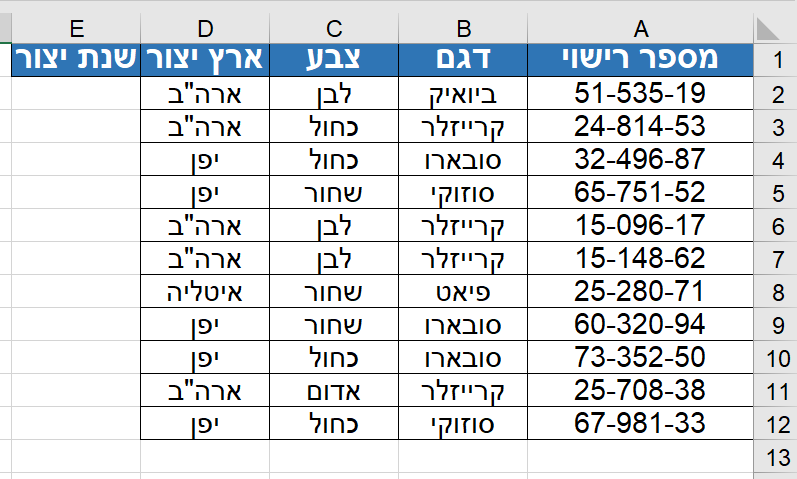 A B C D E
1 מספר רישוי דגם צבע ארץ יצור שנת יצור
2 51-535-19 ביואיק לבן ארה"ב
3 24-814-53 קרייזלר כחול ארה"ב
4 32-496-87 סובארו כחול יפן
5 65-751-52 סוזוקי שחור יפן
6 15-096-17 קרייזלר לבן ארה"ב
7 15-148-62 קרייזלר לבן ארה"ב
8 25-280-71 פיאט שחור איטליה
9 60-320-94 סובארו שחור יפן
10 73-352-50 סובארו כחול יפן
11 25-708-38 קרייזלר אדום ארה"ב
12 67-981-33 סוזוקי כחול יפן
13